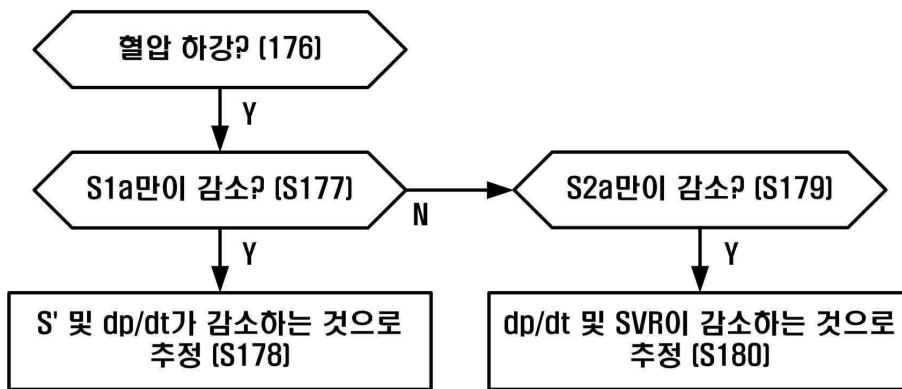 혈압 하강? (176)
Y
S1a만이 감소? (S177)
N
S2a만이 감소? (S179)
Y
Y
S' 및 dp/dt가 감소하는 것으로
추정 (S178)
dp/dt 및 SVR이 감소하는 것으로
추정 (S180)